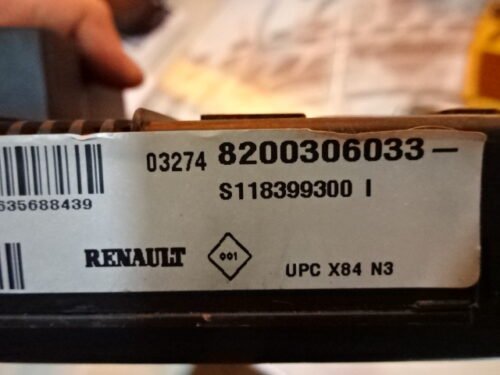 03274 8200306033-
S118399300 I
635688439
RENAULT 001 UPC X84 N3